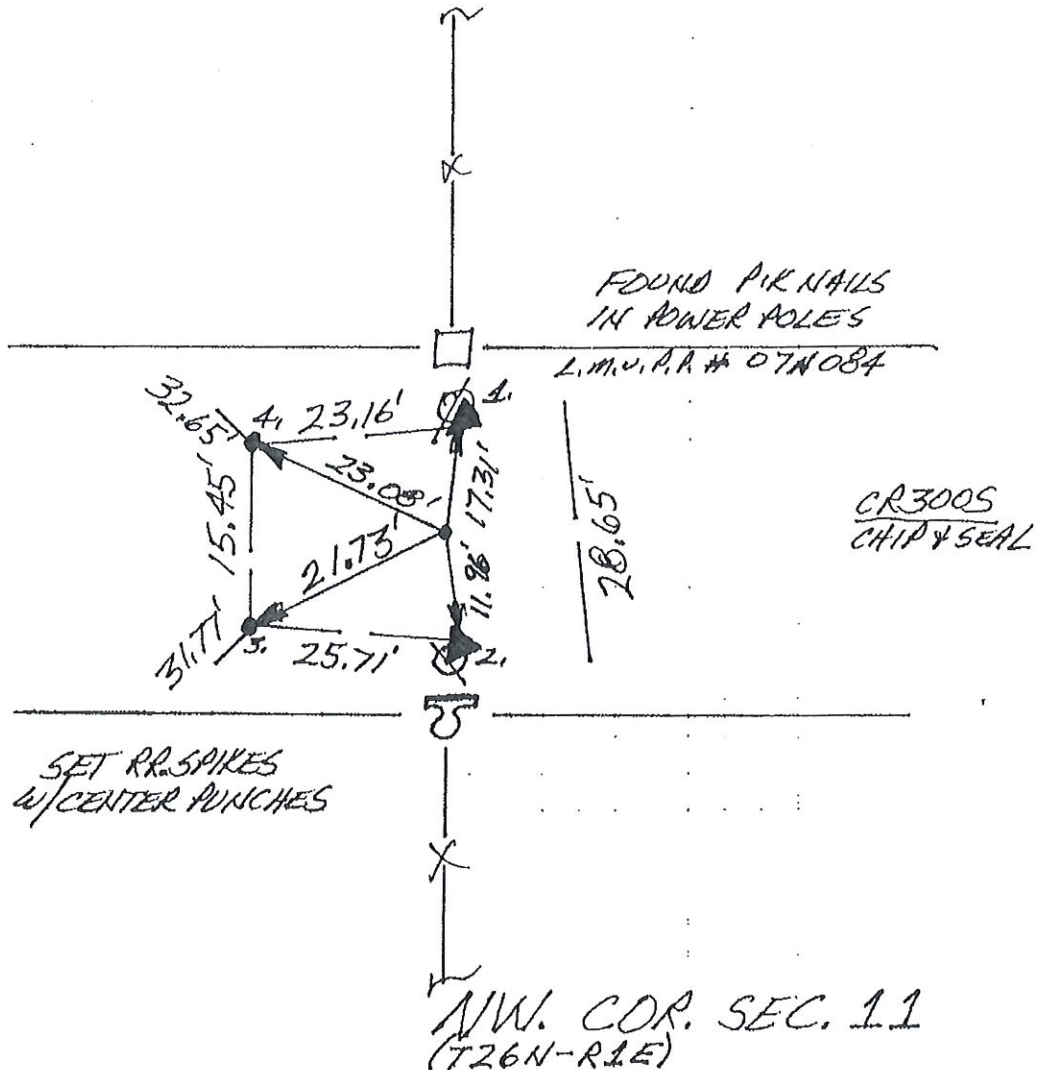 FOUND P.K NAILS
IN POWER POLES
L.M.U.P.P. # 07N084
1.
32.65'
4.
23.16'
23.08'
17.31'
15.45'
28.65'
CR300S
CHIP & SEAL
21.73'
11.96'
31.77'
3.
25.71'
2.
SET RR.SPIKES
W/CENTER PUNCHES
NW. COR. SEC. 11
(T26N-R1E)